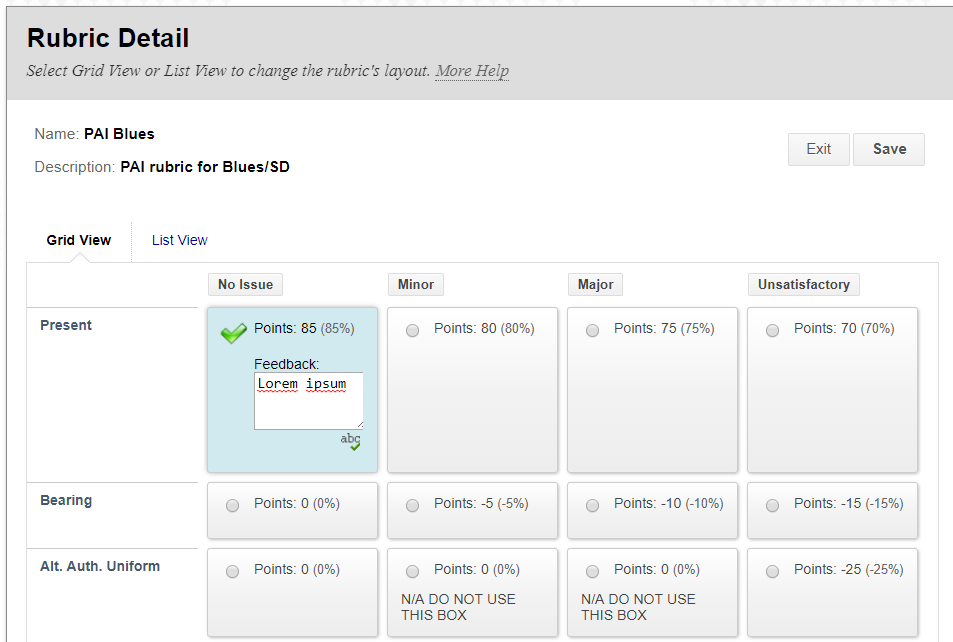 Rubric Detail
Select Grid View or List View to change the rubric's layout. More Help
Name: PAI Blues
Description: PAI rubric for Blues/SD
Exit Save
Grid View List View
No Issue Minor Major Unsatisfactory
Present Points: 85 (85%) Points: 80 (80%) Points: 75 (75%) Points: 70 (70%)
Feedback:
Lorem ipsum
abc
Bearing Points: 0 (0%) Points: -5 (-5%) Points: -10 (-10%) Points: -15 (-15%)
Alt. Auth. Uniform Points: 0 (0%) Points: 0 (0%) Points: 0 (0%) Points: -25 (-25%)
N/A DO NOT USE N/A DO NOT USE
THIS BOX THIS BOX